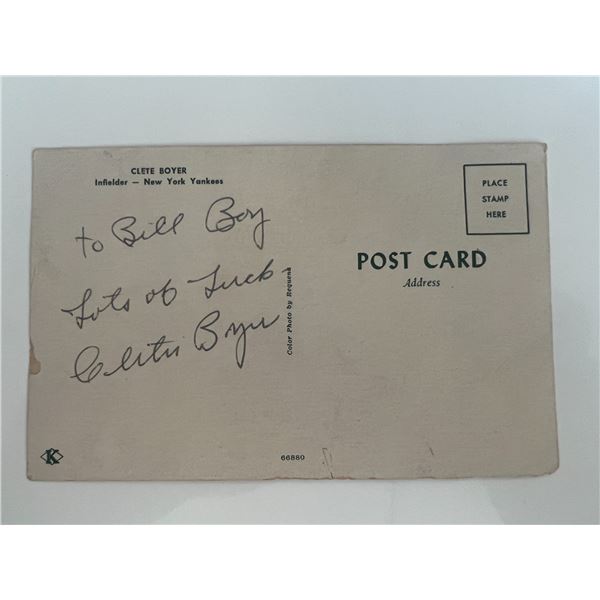 CLETE BOYER
Infielder — New York Yankees
to Bill Boy
Lots of Luck
Clete Boyer
Color Photo by Requena
PLACE
STAMP
HERE
POST CARD
Address
K
66880